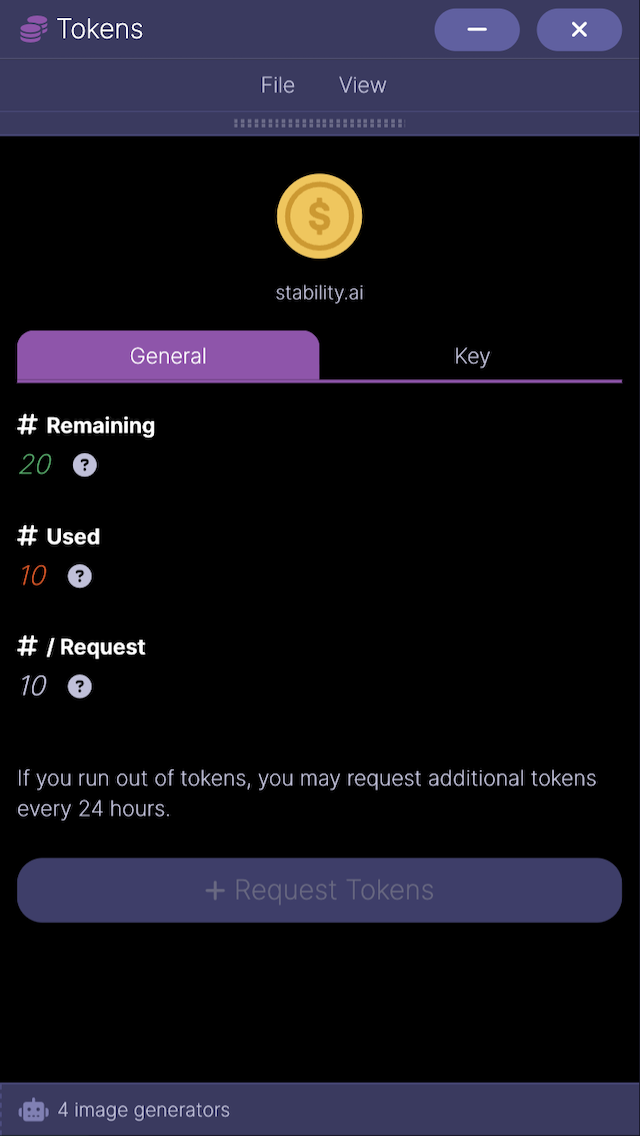 Tokens
File View
$
stability.ai
General Key
# Remaining
20 ?
# Used
10 ?
# / Request
10 ?
If you run out of tokens, you may request additional tokens
every 24 hours.
+ Request Tokens
4 image generators